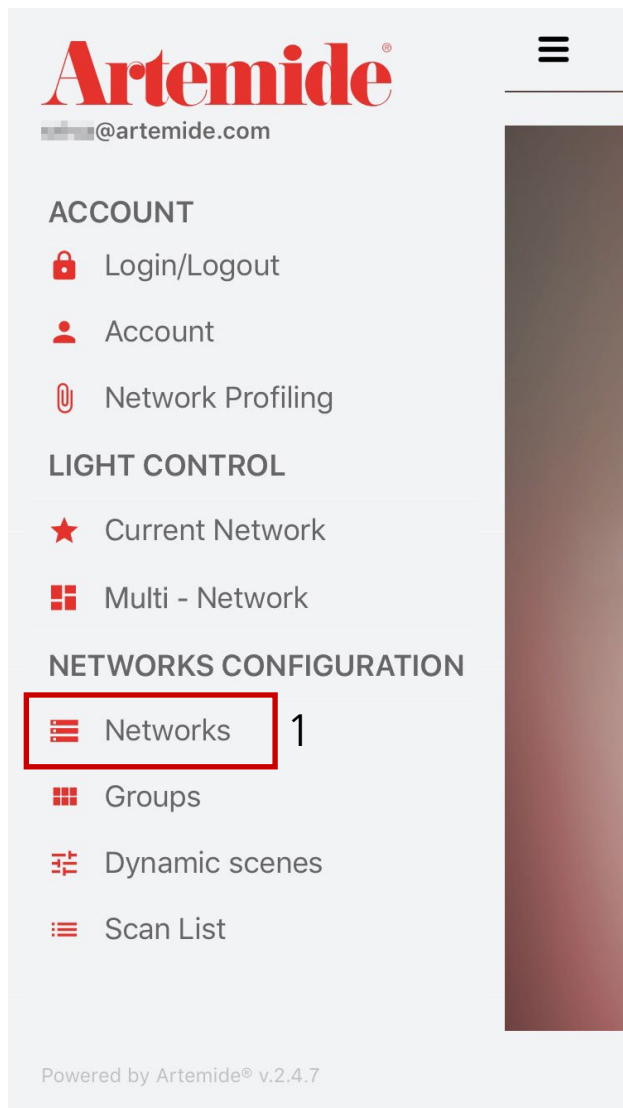 Artemide®
@artemide.com
ACCOUNT
Login/Logout
Account
Network Profiling
LIGHT CONTROL
Current Network
Multi - Network
NETWORKS CONFIGURATION
Networks 1
Groups
Dynamic scenes
Scan List
Powered by Artemide® v.2.4.7